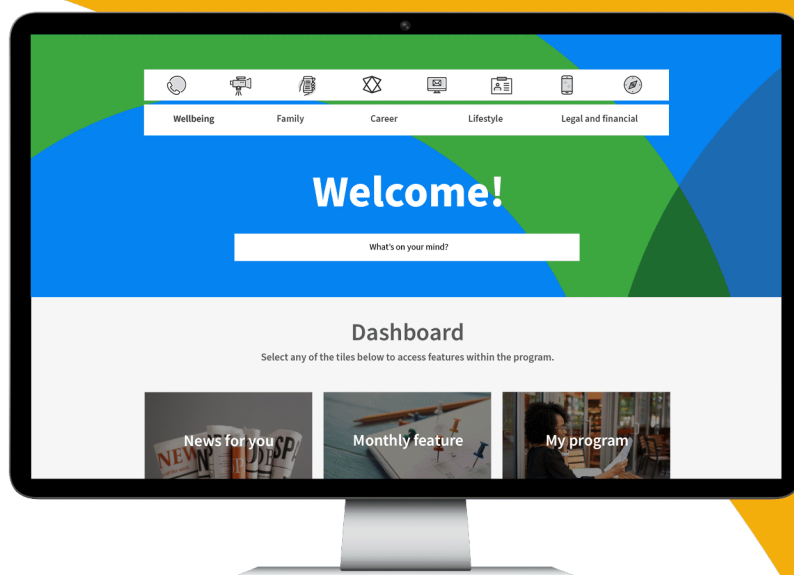 Wellbeing Family Career Lifestyle Legal and financial
Welcome!
What's on your mind?
Dashboard
Select any of the tiles below to access features within the program.
News for you Monthly feature My program
NEW